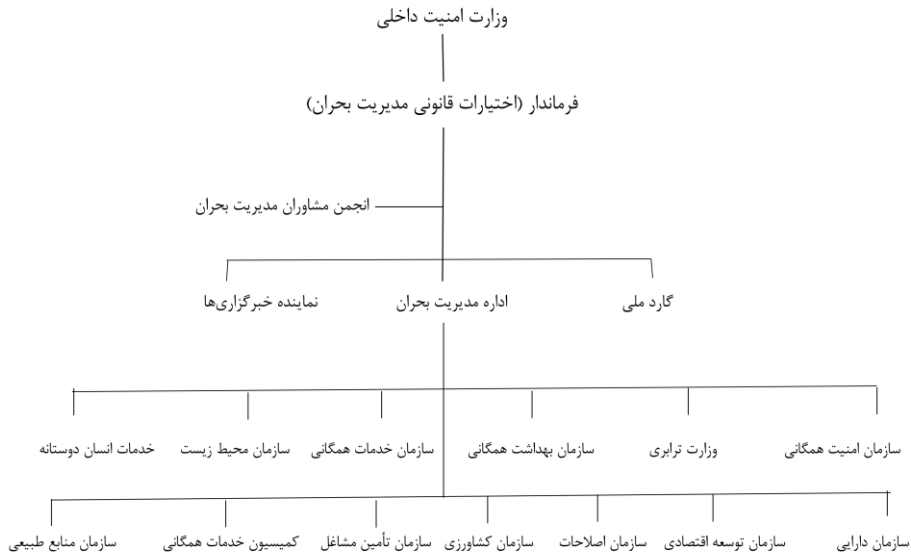 وزارت امنیت داخلی
فرماندار (اختیارات قانونی مدیریت بحران)
انجمن مشاوران مدیریت بحران
گارد ملی
اداره مدیریت بحران
نماینده خبرگزاری‌ها
سازمان امنیت همگانی
وزارت ترابری
سازمان بهداشت همگانی
سازمان خدمات همگانی
سازمان محیط زیست
خدمات انسان دوستانه
سازمان دارایی
سازمان توسعه اقتصادی
سازمان اصلاحات
سازمان کشاورزی
سازمان تأمین مشاغل
کمیسیون خدمات همگانی
سازمان منابع طبیعی